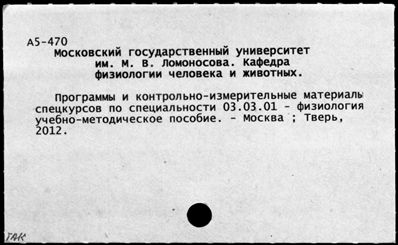 А5-470
Московский государственный университет
им. М. В. Ломоносова. Кафедра
физиологии человека и животных.
Программы и контрольно-измерительные материалы
спецкурсов по специальности 03.03.01 - физиология
учебно-методическое пособие. - Москва ; Тверь,
2012.
ГАК